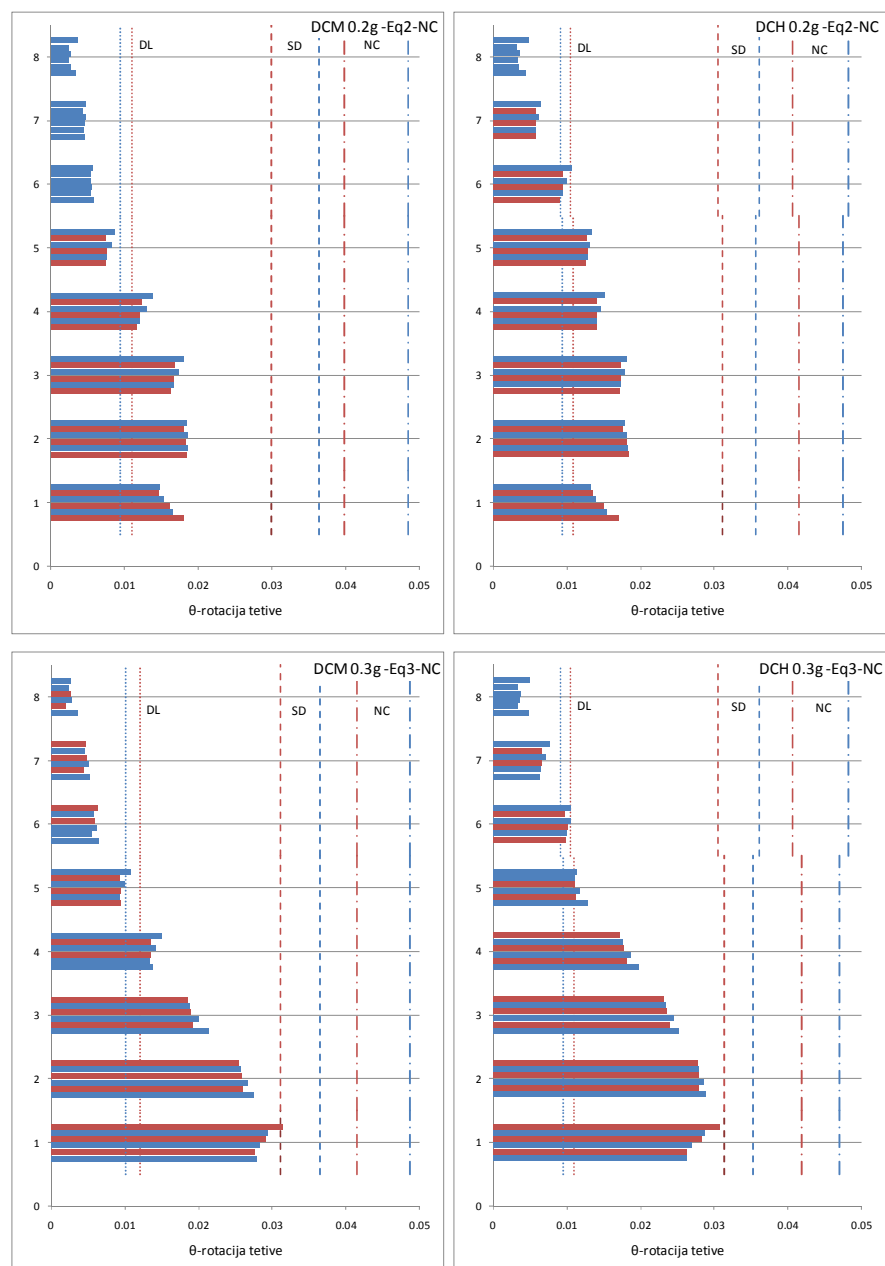 DCM 0.2g -Eq2-NC
DL
SD
NC
8
7
6
5
4
3
2
1
0
0 0.01 0.02 0.03 0.04 0.05
θ-rotacija tetive
DCH 0.2g -Eq2-NC
DL
SD
NC
8
7
6
5
4
3
2
1
0
0 0.01 0.02 0.03 0.04 0.05
θ-rotacija tetive
DCM 0.3g -Eq3-NC
DL
SD
NC
8
7
6
5
4
3
2
1
0
0 0.01 0.02 0.03 0.04 0.05
θ-rotacija tetive
DCH 0.3g -Eq3-NC
DL
SD
NC
8
7
6
5
4
3
2
1
0
0 0.01 0.02 0.03 0.04 0.05
θ-rotacija tetive